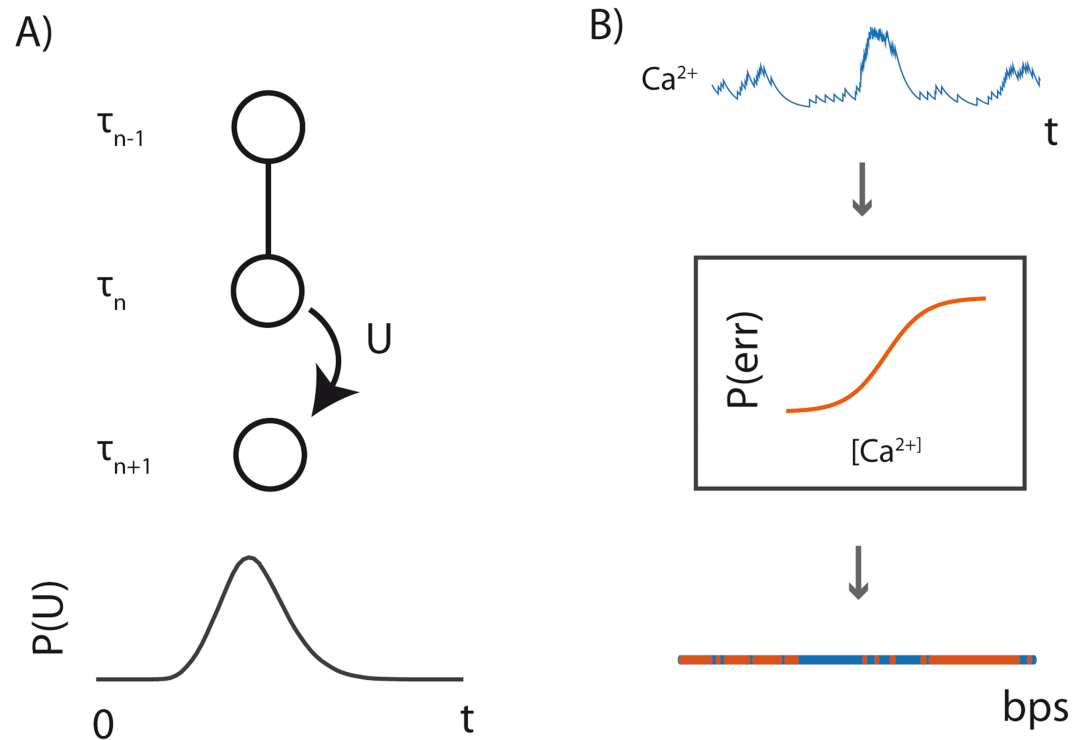 A)
τn-1
τn
U
τn+1
P(U)
0
t
B)
Ca2+
t
P(err)
[Ca2+]
bps